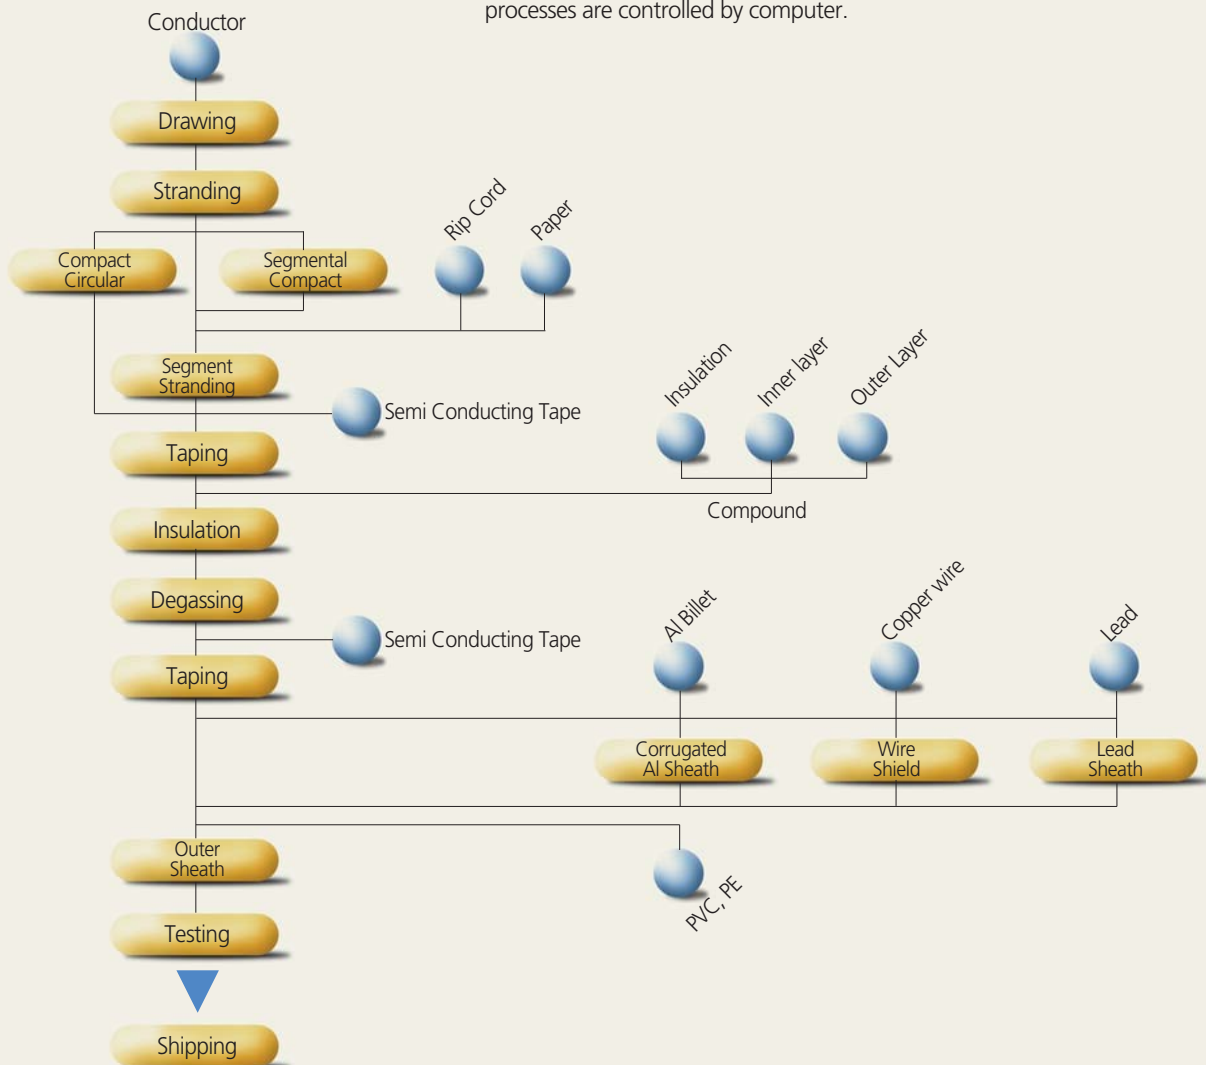 processes are controlled by computer.
Conductor
Drawing
Stranding
Rip Cord
Paper
Compact
Circular
Segmental
Compact
Segment
Stranding
Semi Conducting Tape
Insulation
Inner layer
Outer Layer
Taping
Compound
Insulation
Degassing
Semi Conducting Tape
Al Billet
Copper wire
Lead
Taping
Corrugated
Al Sheath
Wire
Shield
Lead
Sheath
Outer
Sheath
PVC, PE
Testing
Shipping